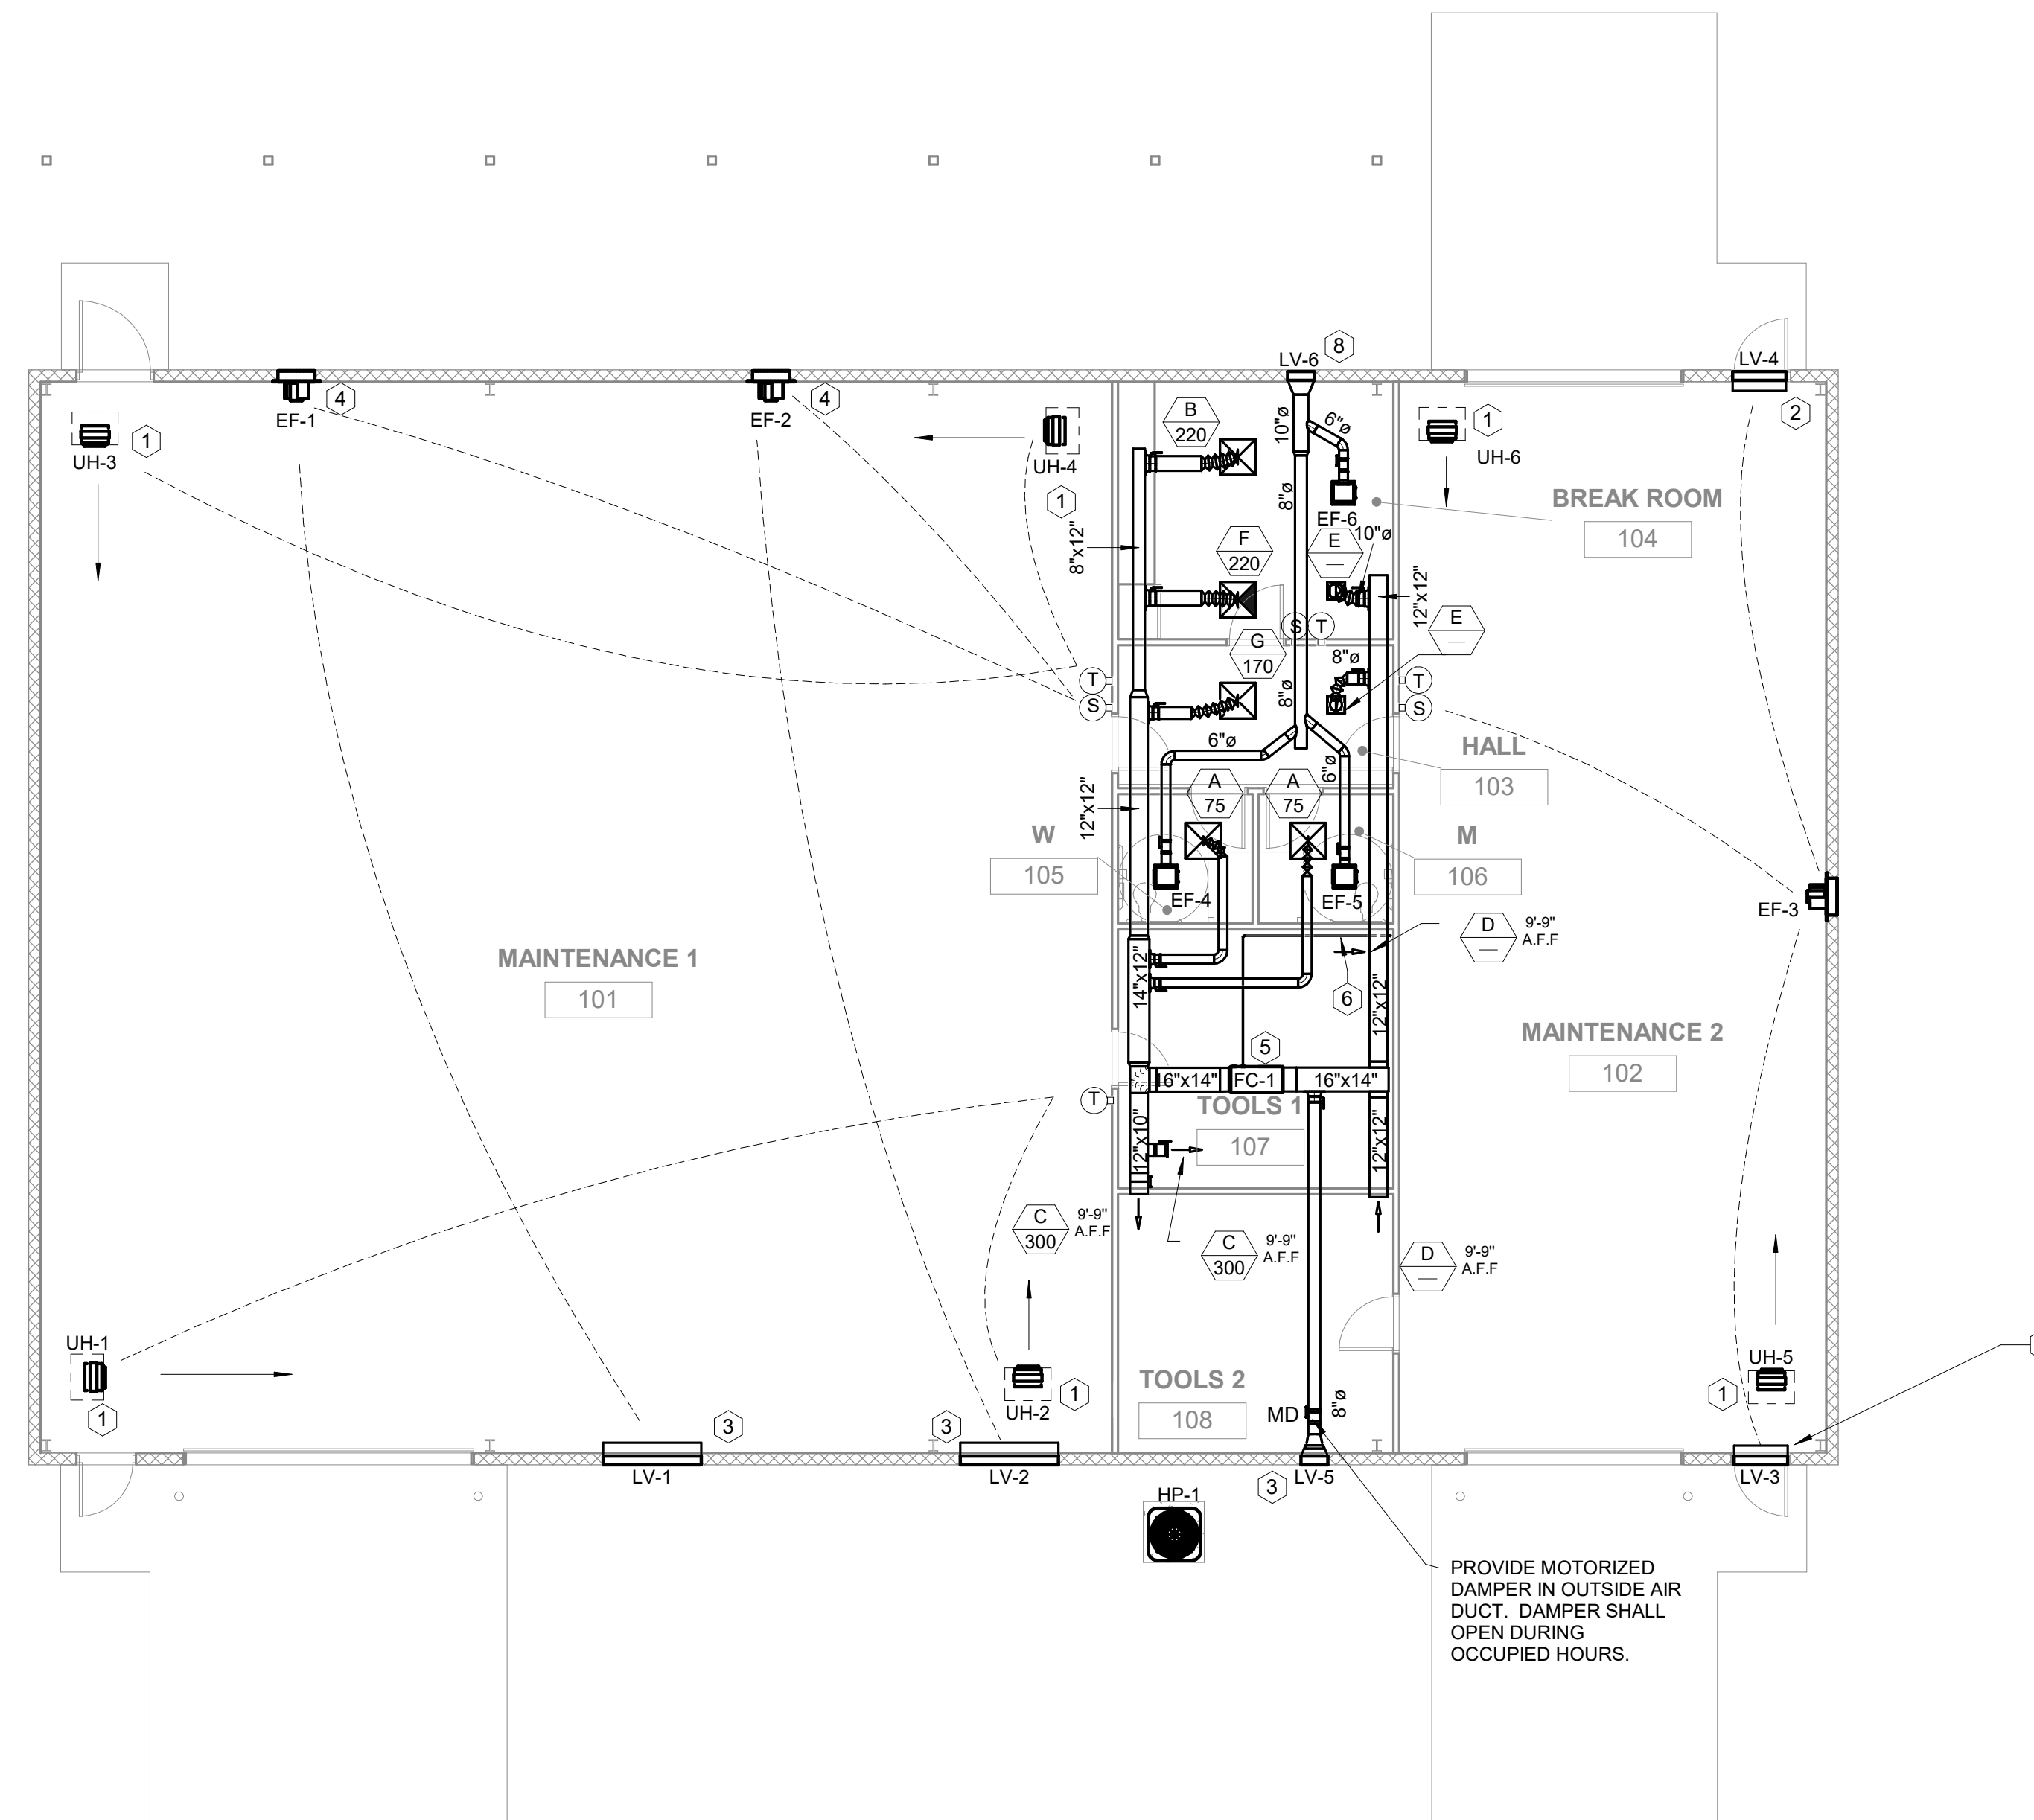 LV-6
8
LV-4
4
EF-1
4
EF-2
1
UH-3
UH-4
1
B
220
10"ø
6"ø
1
UH-6
2
8"ø
EF-6
BREAK ROOM
104
8"x12"
F
220
E
10"ø
12"x12"
E
G
170
S
T
8"ø
T
S
8"ø
T
S
6"ø
6"ø
HALL
103
A
75
A
75
12"x12"
W
105
M
106
EF-4
EF-5
EF-3
D
9'-9"
A.F.F
MAINTENANCE 1
101
14"x12"
6
12"x12"
MAINTENANCE 2
102
5
16"x14"
FC-1
16"x14"
T
TOOLS 1
107
12"x10"
12"x12"
C
300
9'-9"
A.F.F
C
300
9'-9"
A.F.F
D
9'-9"
A.F.F
UH-1
1
UH-2
1
TOOLS 2
108
MD
8"ø
UH-5
1
3
LV-1
3
LV-2
3
LV-5
LV-3
HP-1
PROVIDE MOTORIZED
DAMPER IN OUTSIDE AIR
DUCT. DAMPER SHALL
OPEN DURING
OCCUPIED HOURS.